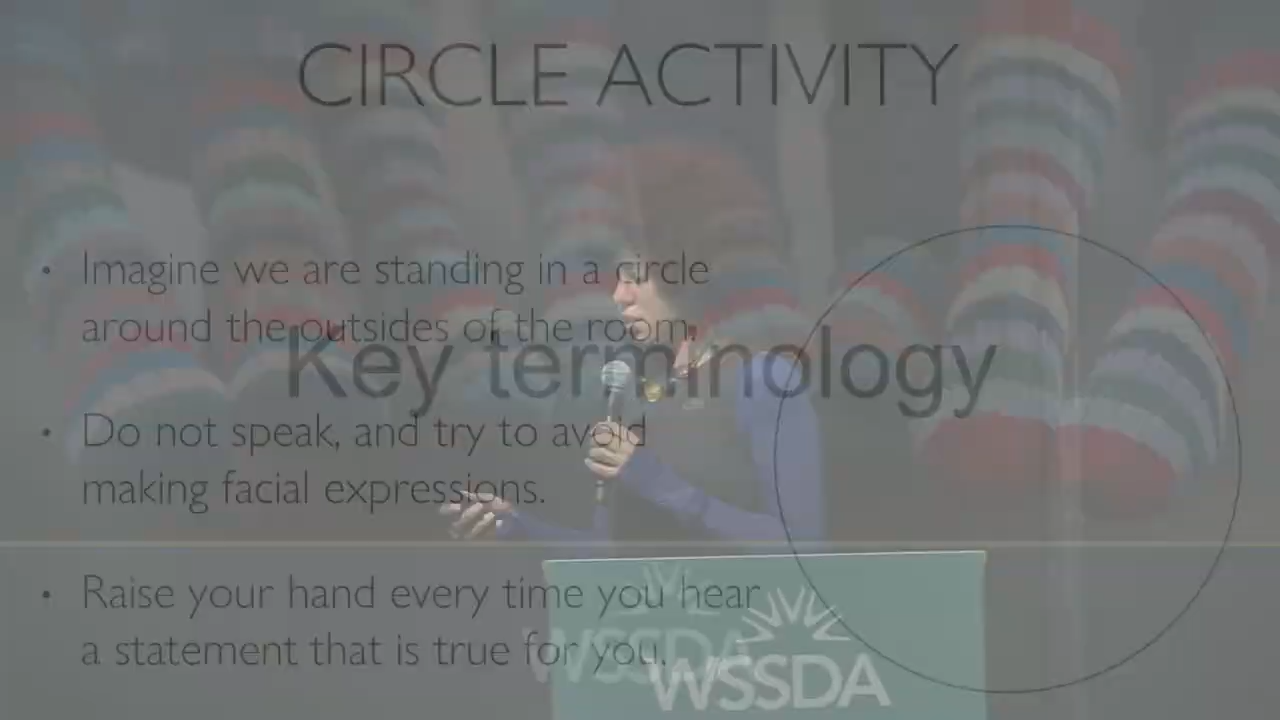 CIRCLE ACTIVITY
• Imagine we are standing in a circle
around the outsides of the room.
Key terminology
• Do not speak, and try to avoid
making facial expressions.
• Raise your hand every time you hear
a statement that is true for you.
WSSDA
WSSDA